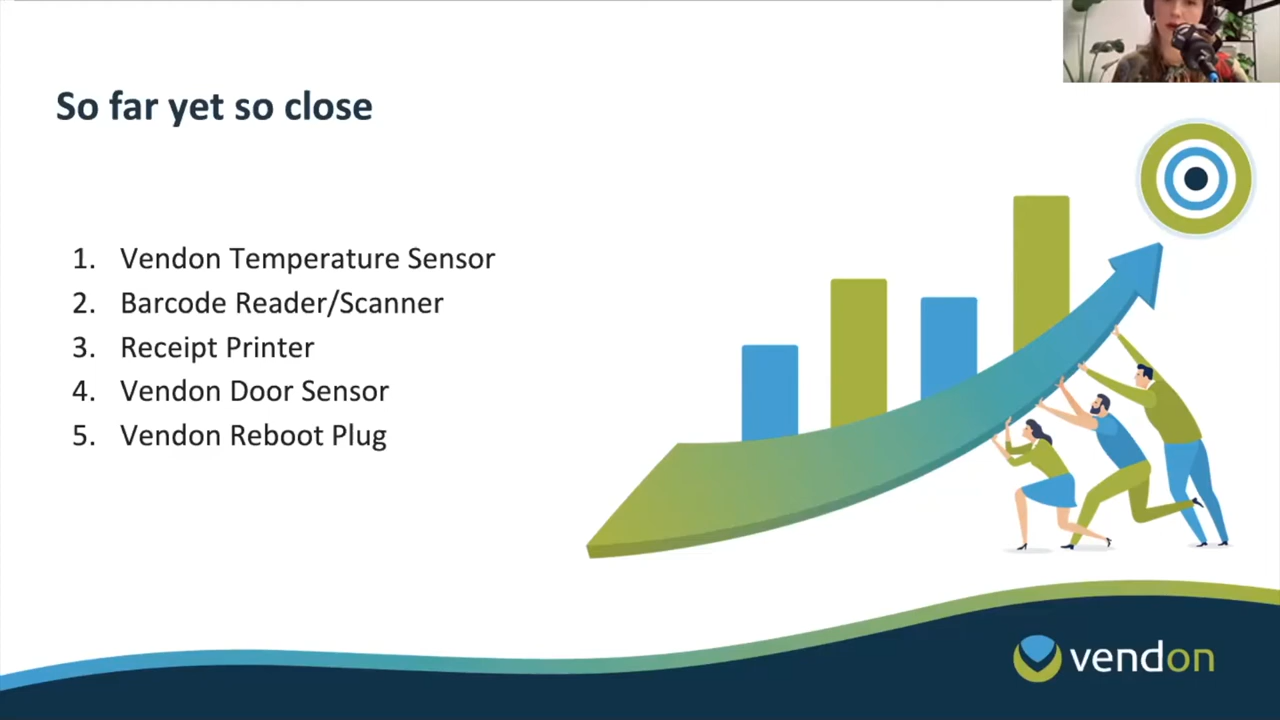 So far yet so close
1. Vendon Temperature Sensor
2. Barcode Reader/Scanner
3. Receipt Printer
4. Vendon Door Sensor
5. Vendon Reboot Plug
vendon